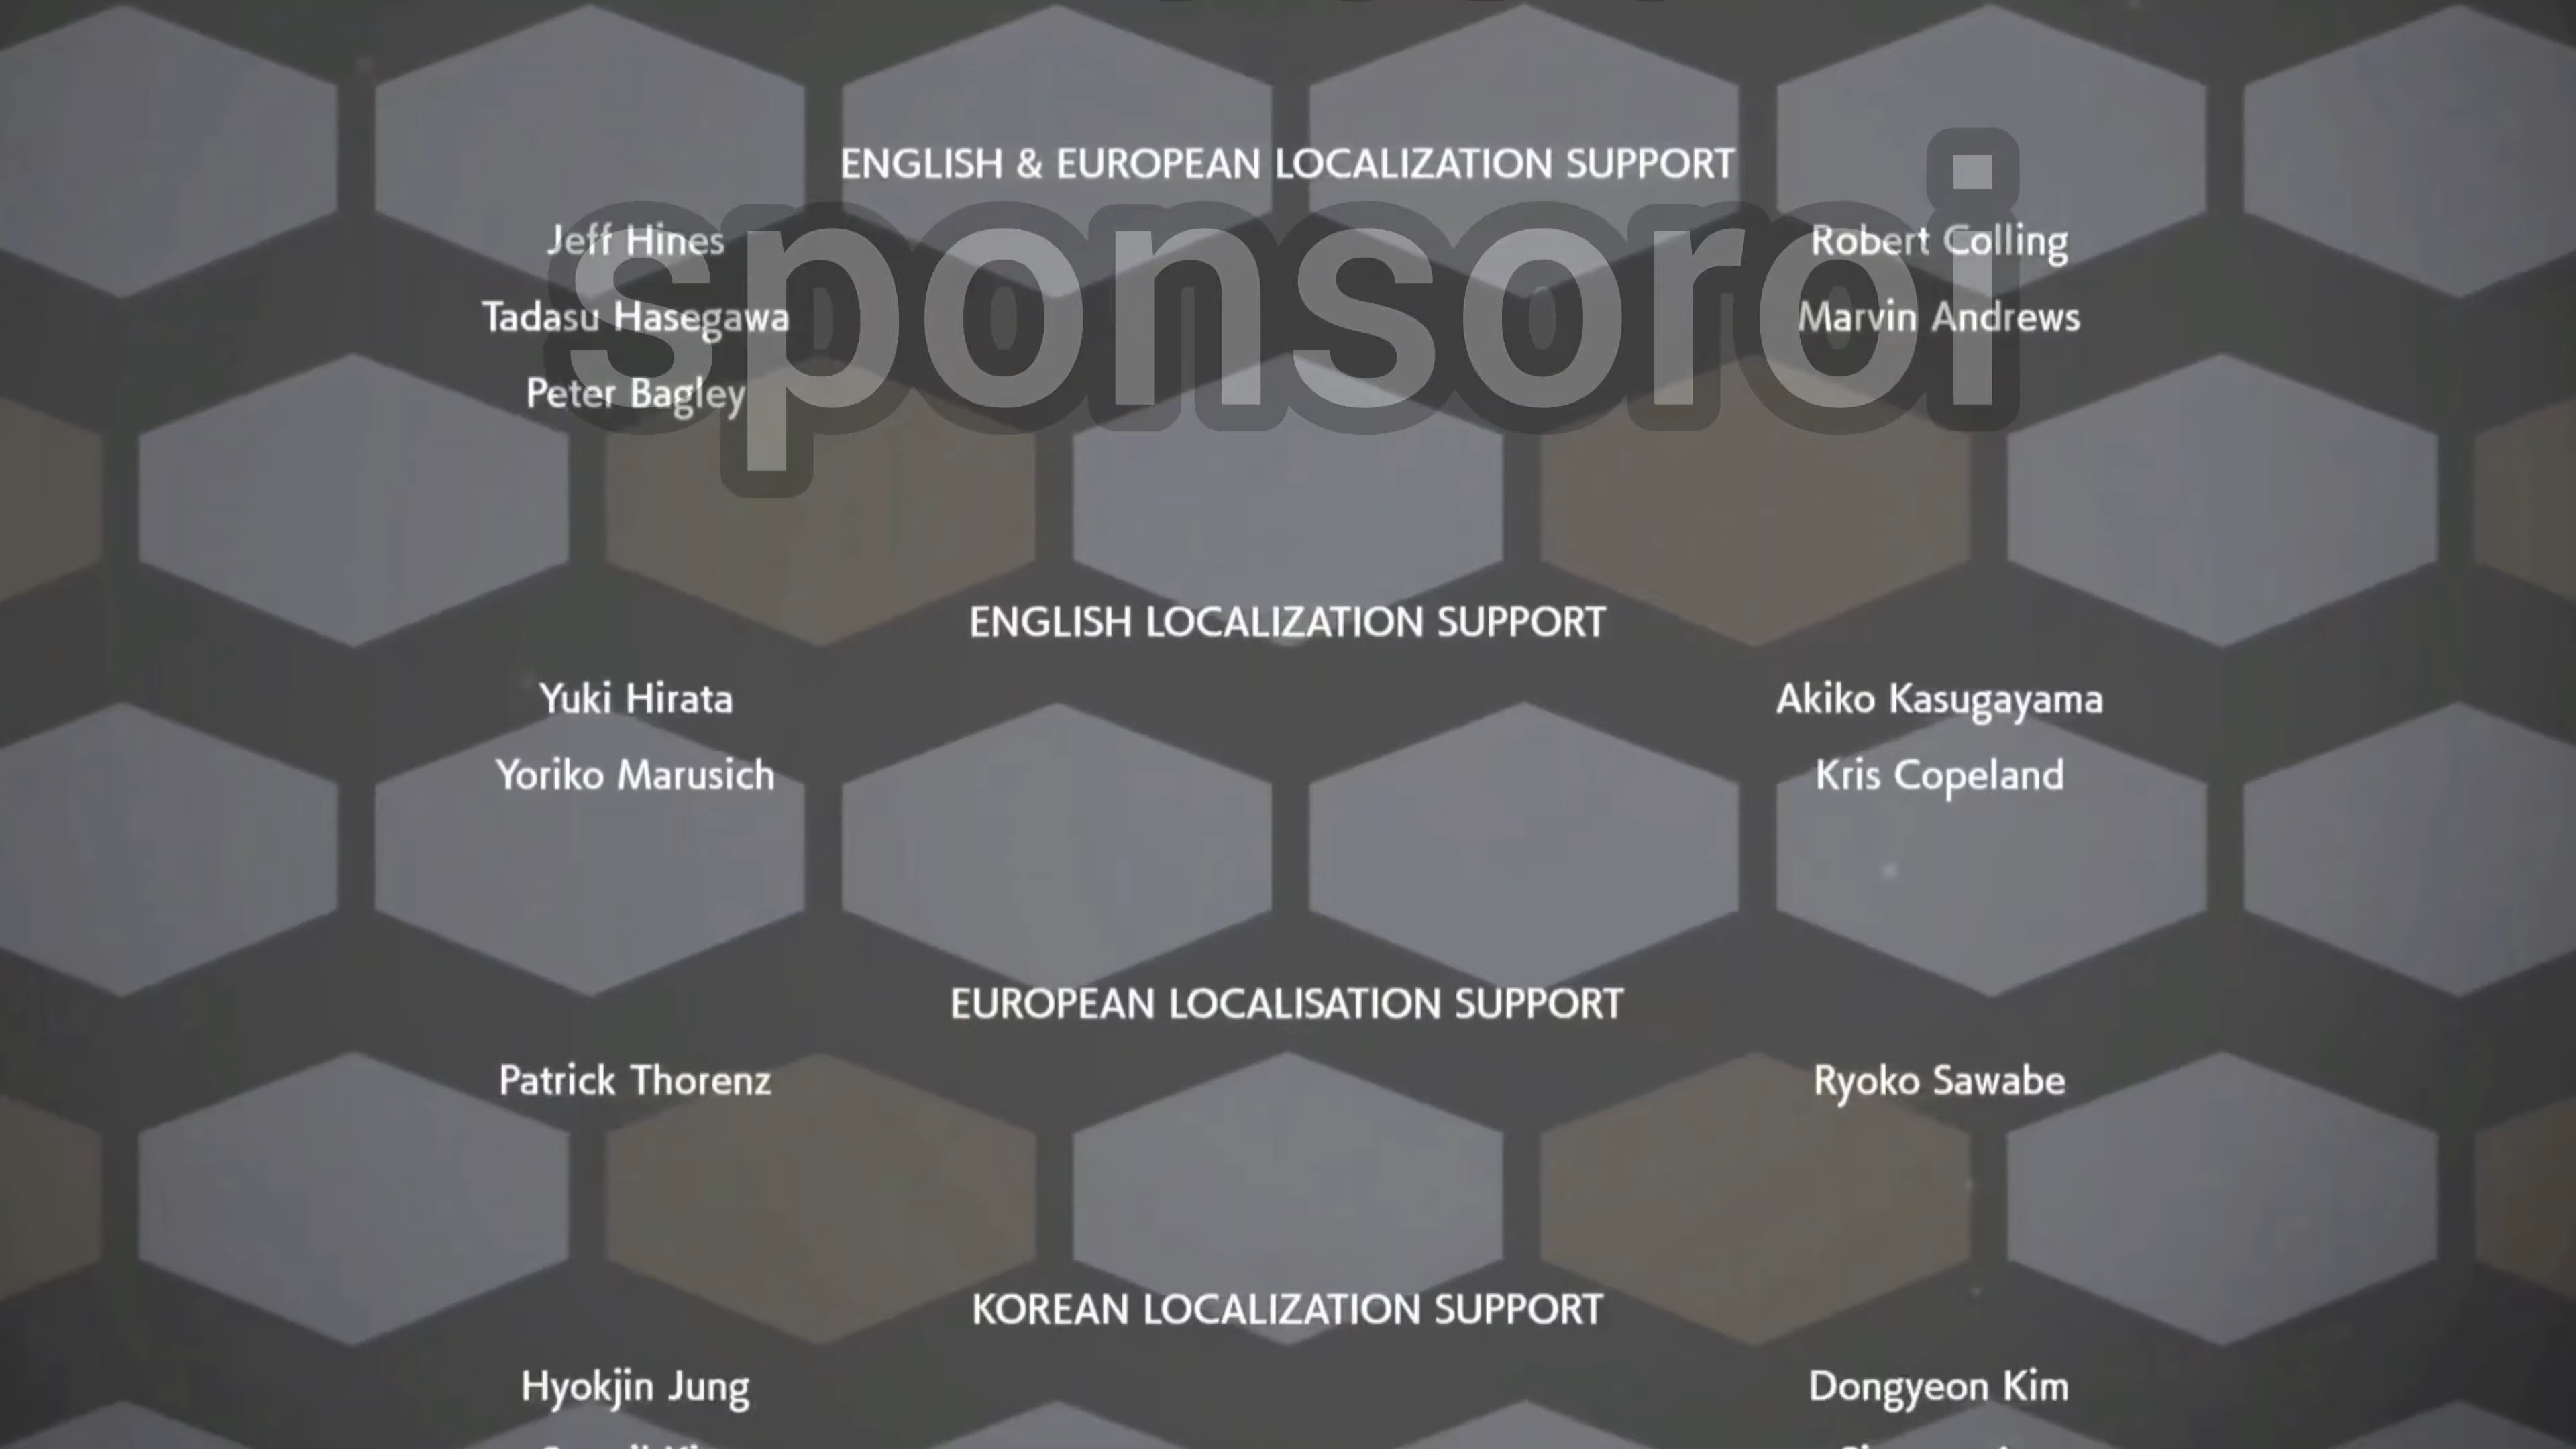 ENGLISH & EUROPEAN LOCALIZATION SUPPORT
sponsoroi
Jeff Hines Robert Colling
Tadasu Hasegawa Marvin Andrews
Peter Bagley
ENGLISH LOCALIZATION SUPPORT
Yuki Hirata Akiko Kasugayama
Yoriko Marusich Kris Copeland
EUROPEAN LOCALISATION SUPPORT
Patrick Thorenz Ryoko Sawabe
KOREAN LOCALIZATION SUPPORT
Hyokjin Jung Dongyeon Kim